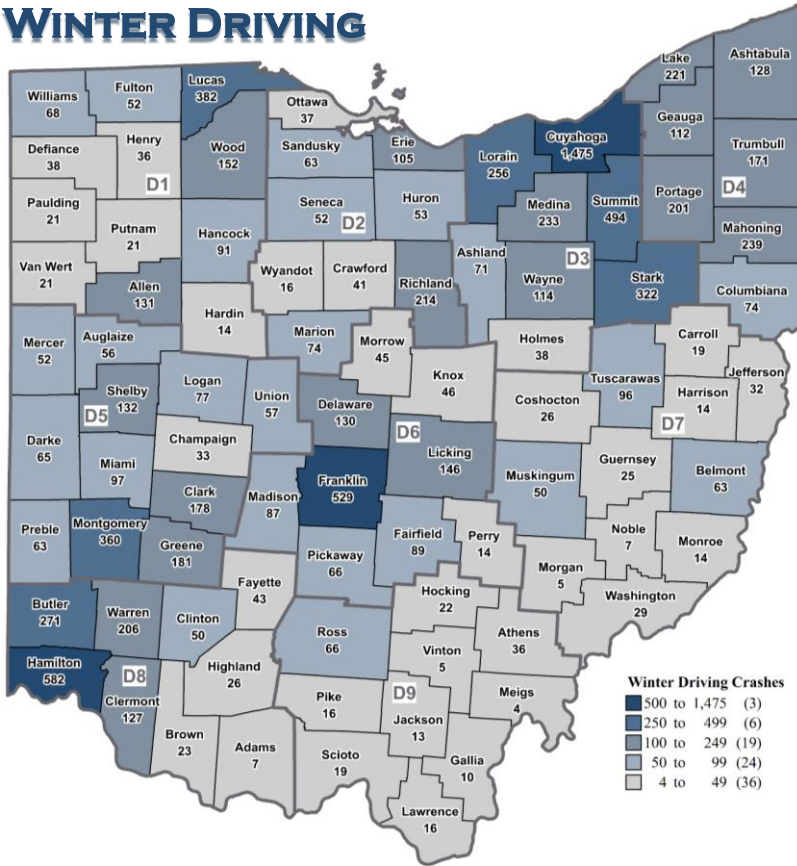 WINTER DRIVING
Williams
68
Fulton
52
Lucas
382
Ottawa
37
Lake
221
Ashtabula
128
Defiance
38
Henry
36
Wood
152
Sandusky
63
Erie
105
Lorain
256
Cuyahoga
1,475
Geauga
112
Trumbull
171
D1
D4
Paulding
21
Putnam
21
Hancock
91
Seneca
52
D2
Huron
53
Medina
233
Summit
494
Portage
201
Mahoning
239
Van Wert
21
Allen
131
Wyandot
16
Crawford
41
Richland
214
Ashland
71
Wayne
114
D3
Stark
322
Columbiana
74
Hardin
14
Mercer
52
Auglaize
56
Marion
74
Morrow
45
Holmes
38
Carroll
19
Jefferson
32
Shelby
132
D5
Logan
77
Union
57
Delaware
130
Knox
46
Coshocton
26
Tuscarawas
96
Harrison
14
D7
Darke
65
Miami
97
Champaign
33
D6
Licking
146
Muskingum
50
Guernsey
25
Belmont
63
Clark
178
Madison
87
Franklin
529
Preble
63
Montgomery
360
Greene
181
Pickaway
66
Fairfield
89
Perry
14
Noble
7
Monroe
14
Morgan
5
Fayette
43
Hocking
22
Washington
29
Butler
271
Warren
206
Clinton
50
Ross
66
Athens
36
Vinton
5
Hamilton
582
D8
Clermont
127
Highland
26
Pike
16
D9
Jackson
13
Meigs
4
Brown
23
Adams
7
Scioto
19
Gallia
10
Lawrence
16
Winter Driving Crashes
500 to 1,475 (3)
250 to 499 (6)
100 to 249 (19)
50 to 99 (24)
4 to 49 (36)